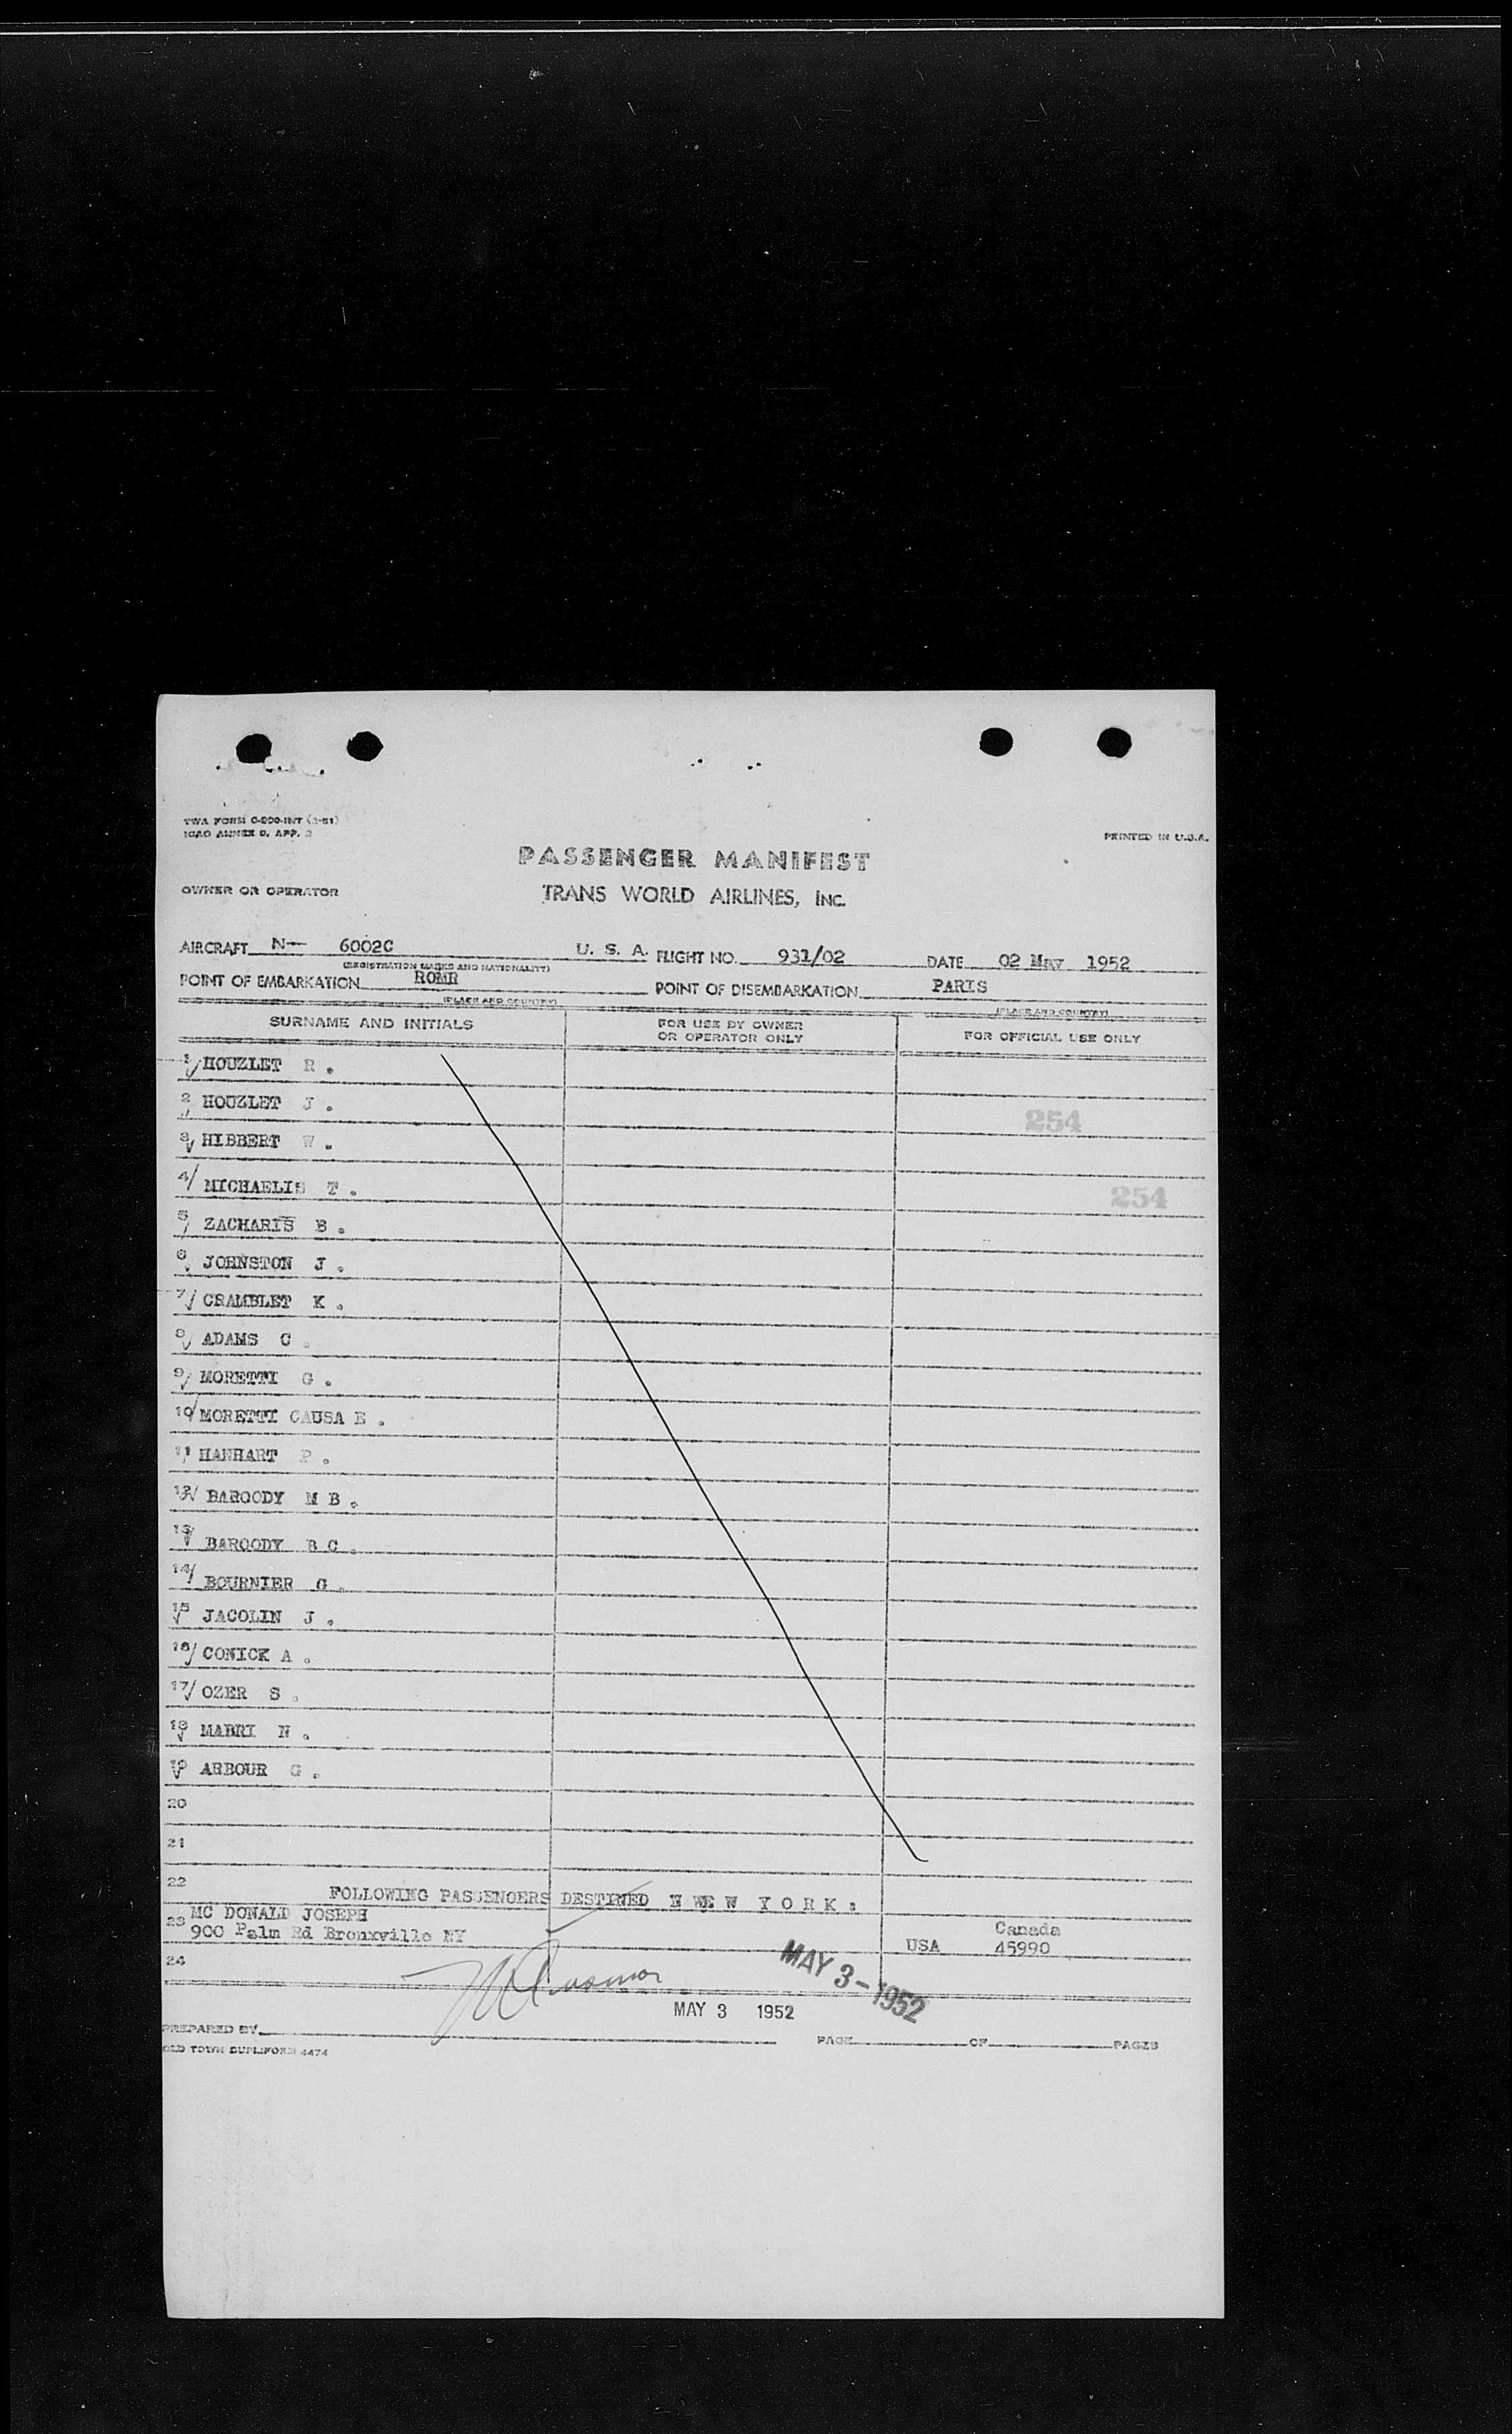 TWA FORM C-200-INT (3-51)
ICAO ANNEX 9, APP. 3
PRINTED IN U.S.A.
PASSENGER MANIFEST
OWNER OR OPERATOR TRANS WORLD AIRLINES, INC.
AIRCRAFT N— 6002C U. S. A. FLIGHT NO. 931/02 DATE 02 May 1952
(REGISTRATION MARKS AND NATIONALITY)
POINT OF EMBARKATION ROMR POINT OF DISEMBARKATION PARIS
(PLACE AND COUNTRY) (PLACE AND COUNTRY)
SURNAME AND INITIALS FOR USE BY OWNER OR OPERATOR ONLY FOR OFFICIAL USE ONLY
1 HOUZLET R .
2 HOUZLET J . 254
3 HIBBERT W .
4 MICHAELIS T . 254
5 ZACHARIS B .
6 JOHNSTON J .
7 CRAMBLET K .
8 ADAMS C .
9 MORETTI G .
10 MORETTI CAUSA E .
11 HANHART P .
12 BAROODY M B .
13 BAROODY B C .
14 BOURNIER G .
15 JACOLIN J .
16 CONICK A .
17 OZER S .
18 MABRI N .
19 ARBOUR G .
20
21
22 FOLLOWING PASSENGERS DESTINED N WE W Y O R K :
MC DONALD JOSEPH Canada
23 900 Palm Rd Bronxville NY USA 45990
24
MAY 3 - 1952
MAY 3 1952
PREPARED BY PAGE OF PAGES
OLD TOWN DUPLIFORM 4474